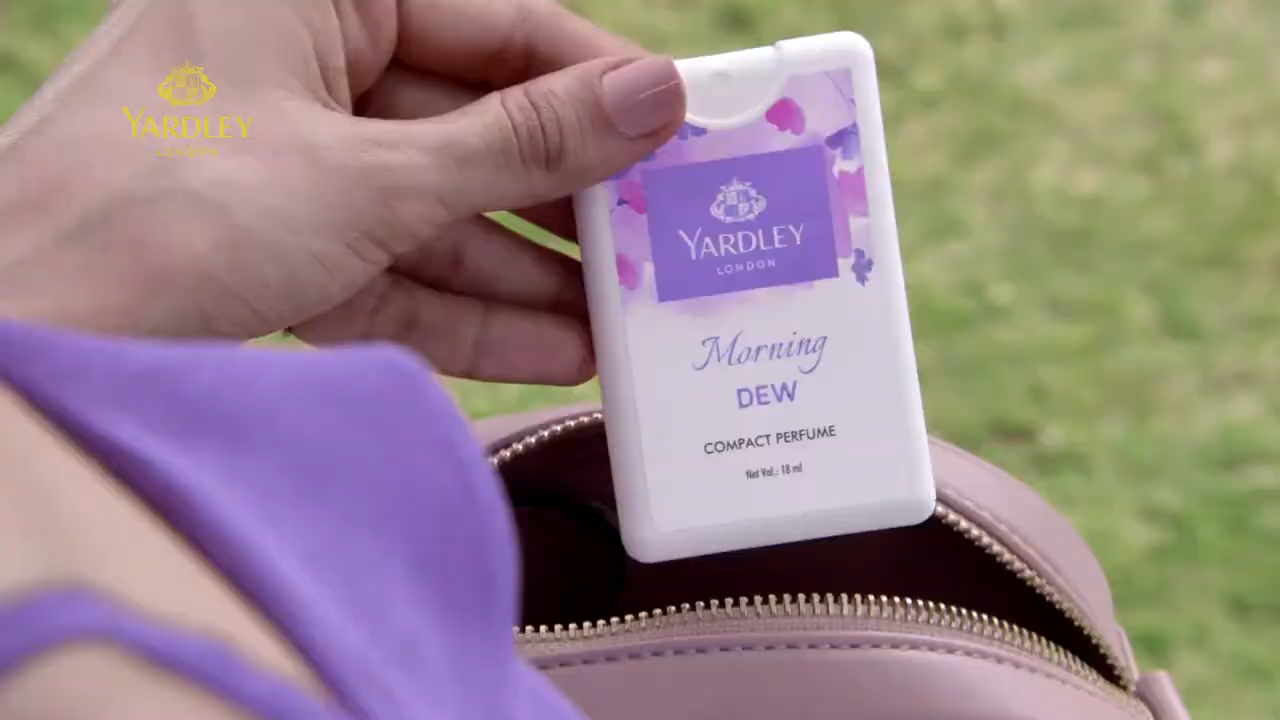 YARDLEY
LONDON
YARDLEY
LONDON
Morning
DEW
COMPACT PERFUME
Net Vol.: 18 ml